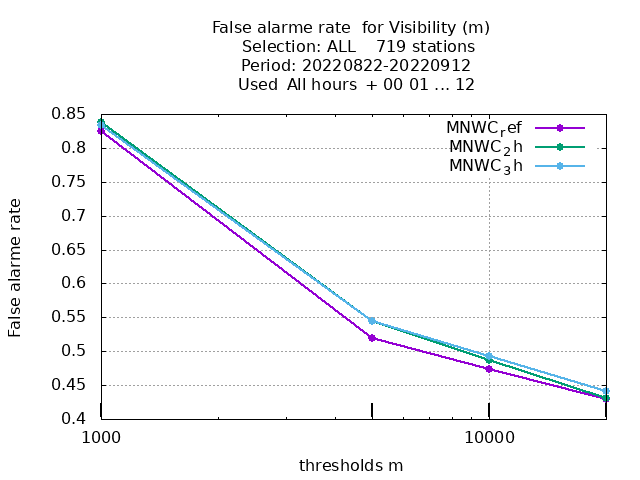 False alarme rate  for Visibility (m)
Selection: ALL    719 stations
Period: 20220822-20220912
Used  All hours  + 00 01 ... 12
MNWC_ref
MNWC_2h
MNWC_3h
0.85
0.8
0.75
0.7
0.65
0.6
0.55
0.5
0.45
0.4
False alarme rate
1000
10000
thresholds m